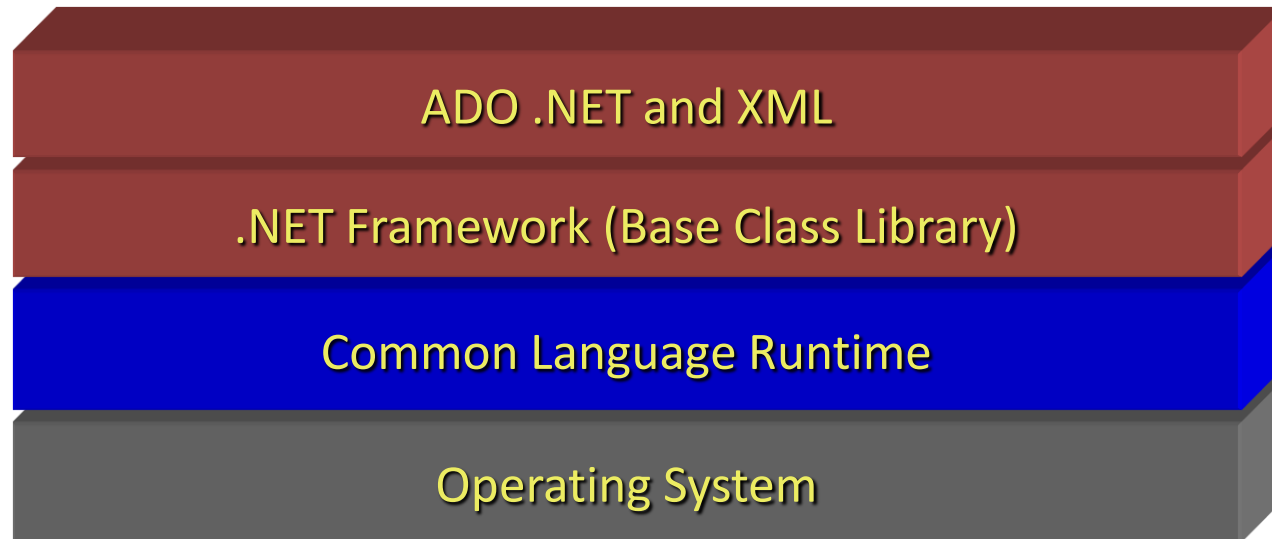 ADO .NET and XML
.NET Framework (Base Class Library)
Common Language Runtime
Operating System